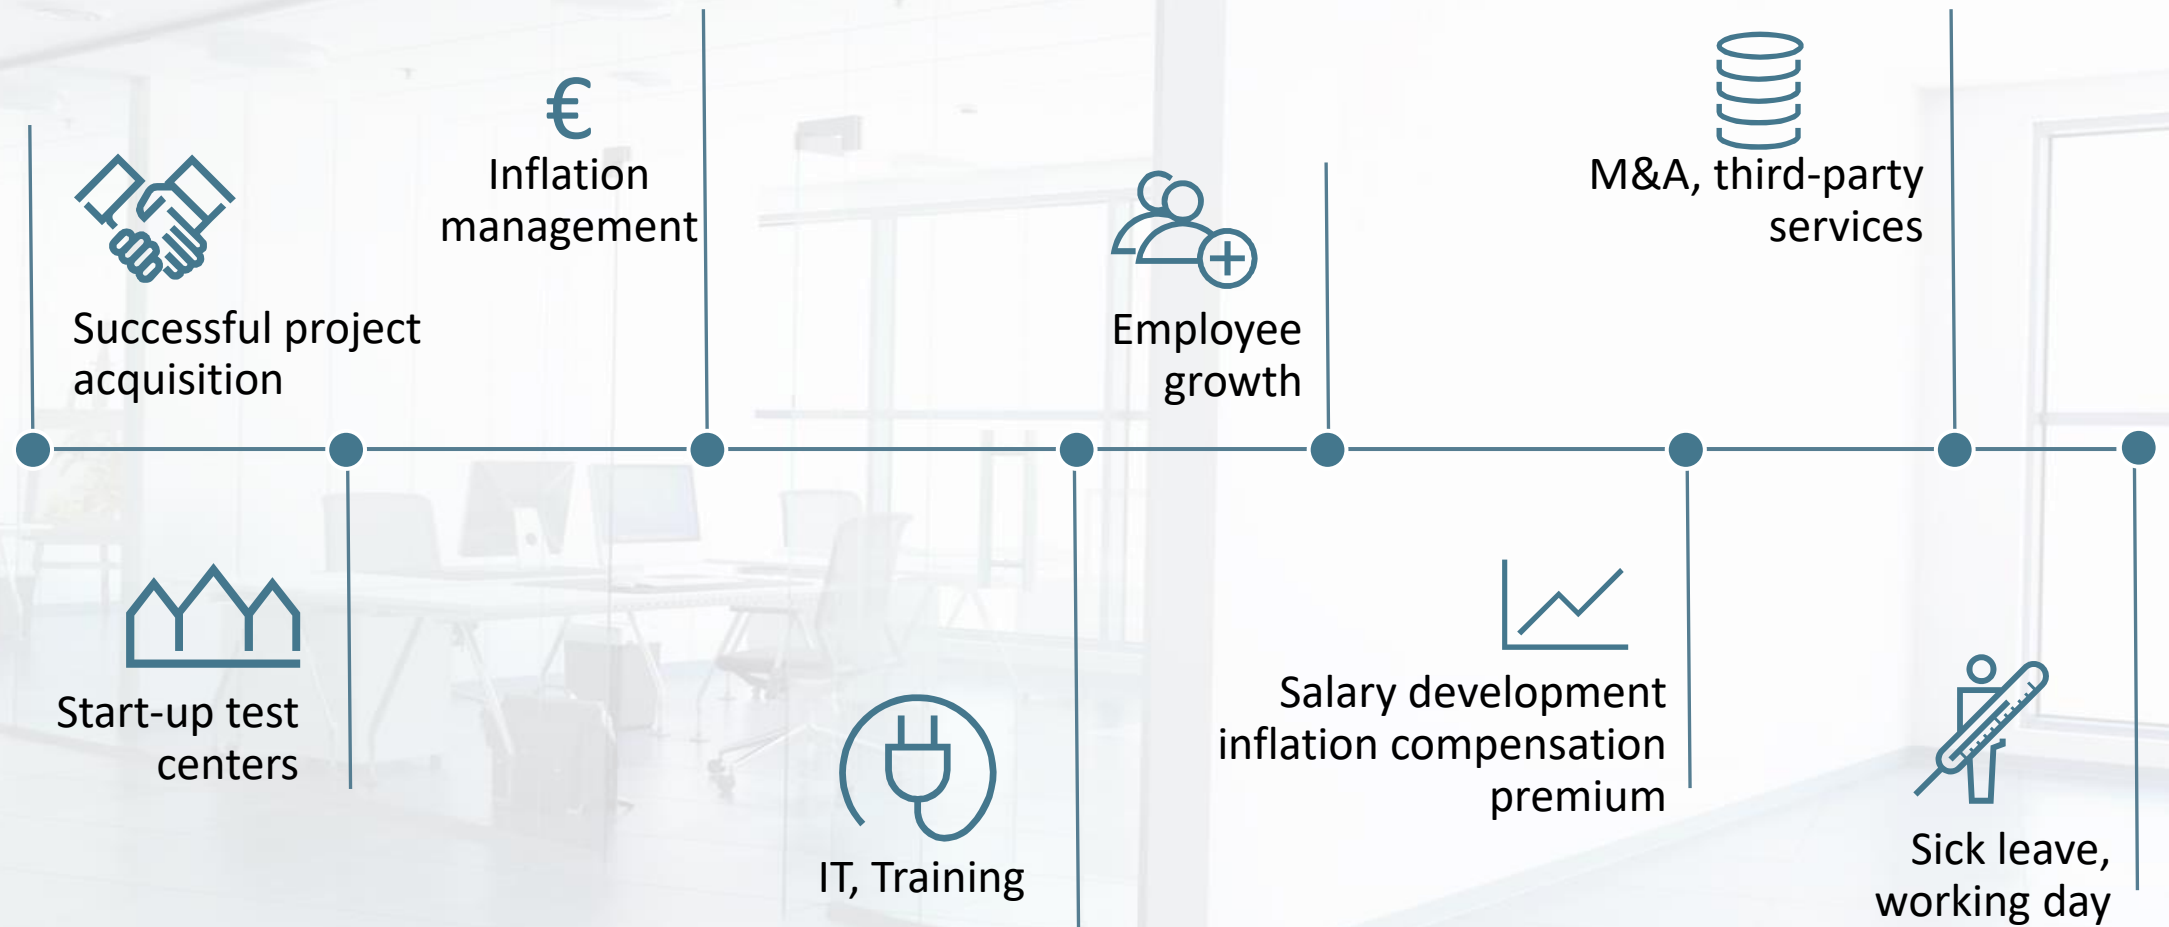 €
Inflation
management
M&A, third-party
services
Successful project
acquisition
Employee
growth
Start-up test
centers
Salary development
inflation compensation
premium
IT, Training
Sick leave,
working day